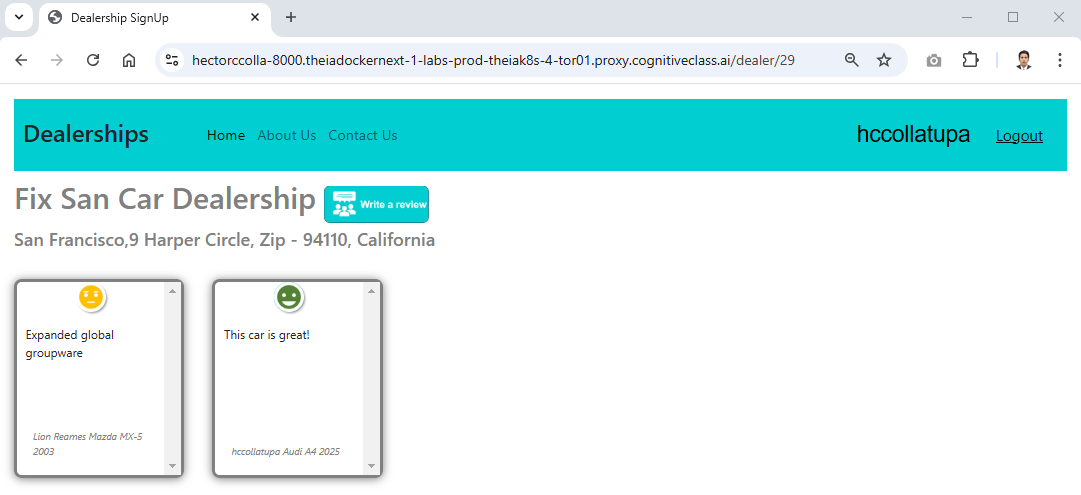 Dealership SignUp
hectorccolla-8000.theiadockernext-1-labs-prod-theiak8s-4-tor01.proxy.cognitiveclass.ai/dealer/29
Dealerships Home About Us Contact Us hccollatupa Logout
Fix San Car Dealership Write a review
San Francisco,9 Harper Circle, Zip - 94110, California
Expanded global
groupware
Lion Reames Mazda MX-5
2003
This car is great!
hccollatupa Audi A4 2025